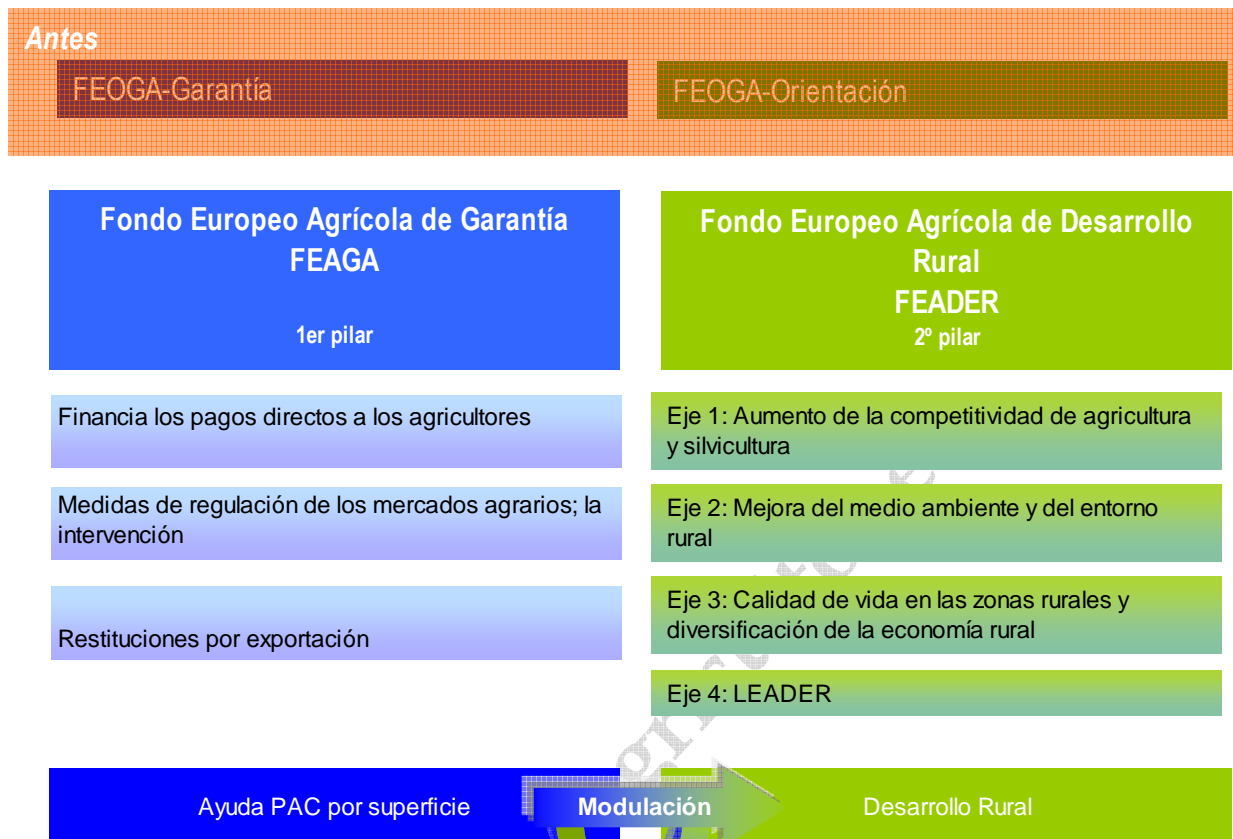 Antes
FEOGA-Garantía
FEOGA-Orientación
Fondo Europeo Agrícola de Garantía
FEAGA
1er pilar
Fondo Europeo Agrícola de Desarrollo
Rural
FEADER
2º pilar
Financia los pagos directos a los agricultores
Medidas de regulación de los mercados agrarios; la
intervención
Restituciones por exportación
Eje 1: Aumento de la competitividad de agricultura
y silvicultura
Eje 2: Mejora del medio ambiente y del entorno
rural
Eje 3: Calidad de vida en las zonas rurales y
diversificación de la economía rural
Eje 4: LEADER
Ayuda PAC por superficie
Modulación
Desarrollo Rural